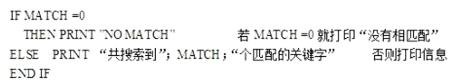 IF MATCH =0
THEN PRINT "NO MATCH" 若 MATCH =0 就打印“没有相匹配”
ELSE PRINT “共搜索到”; MATCH; “个匹配的关键字” 否则打印信息
END IF